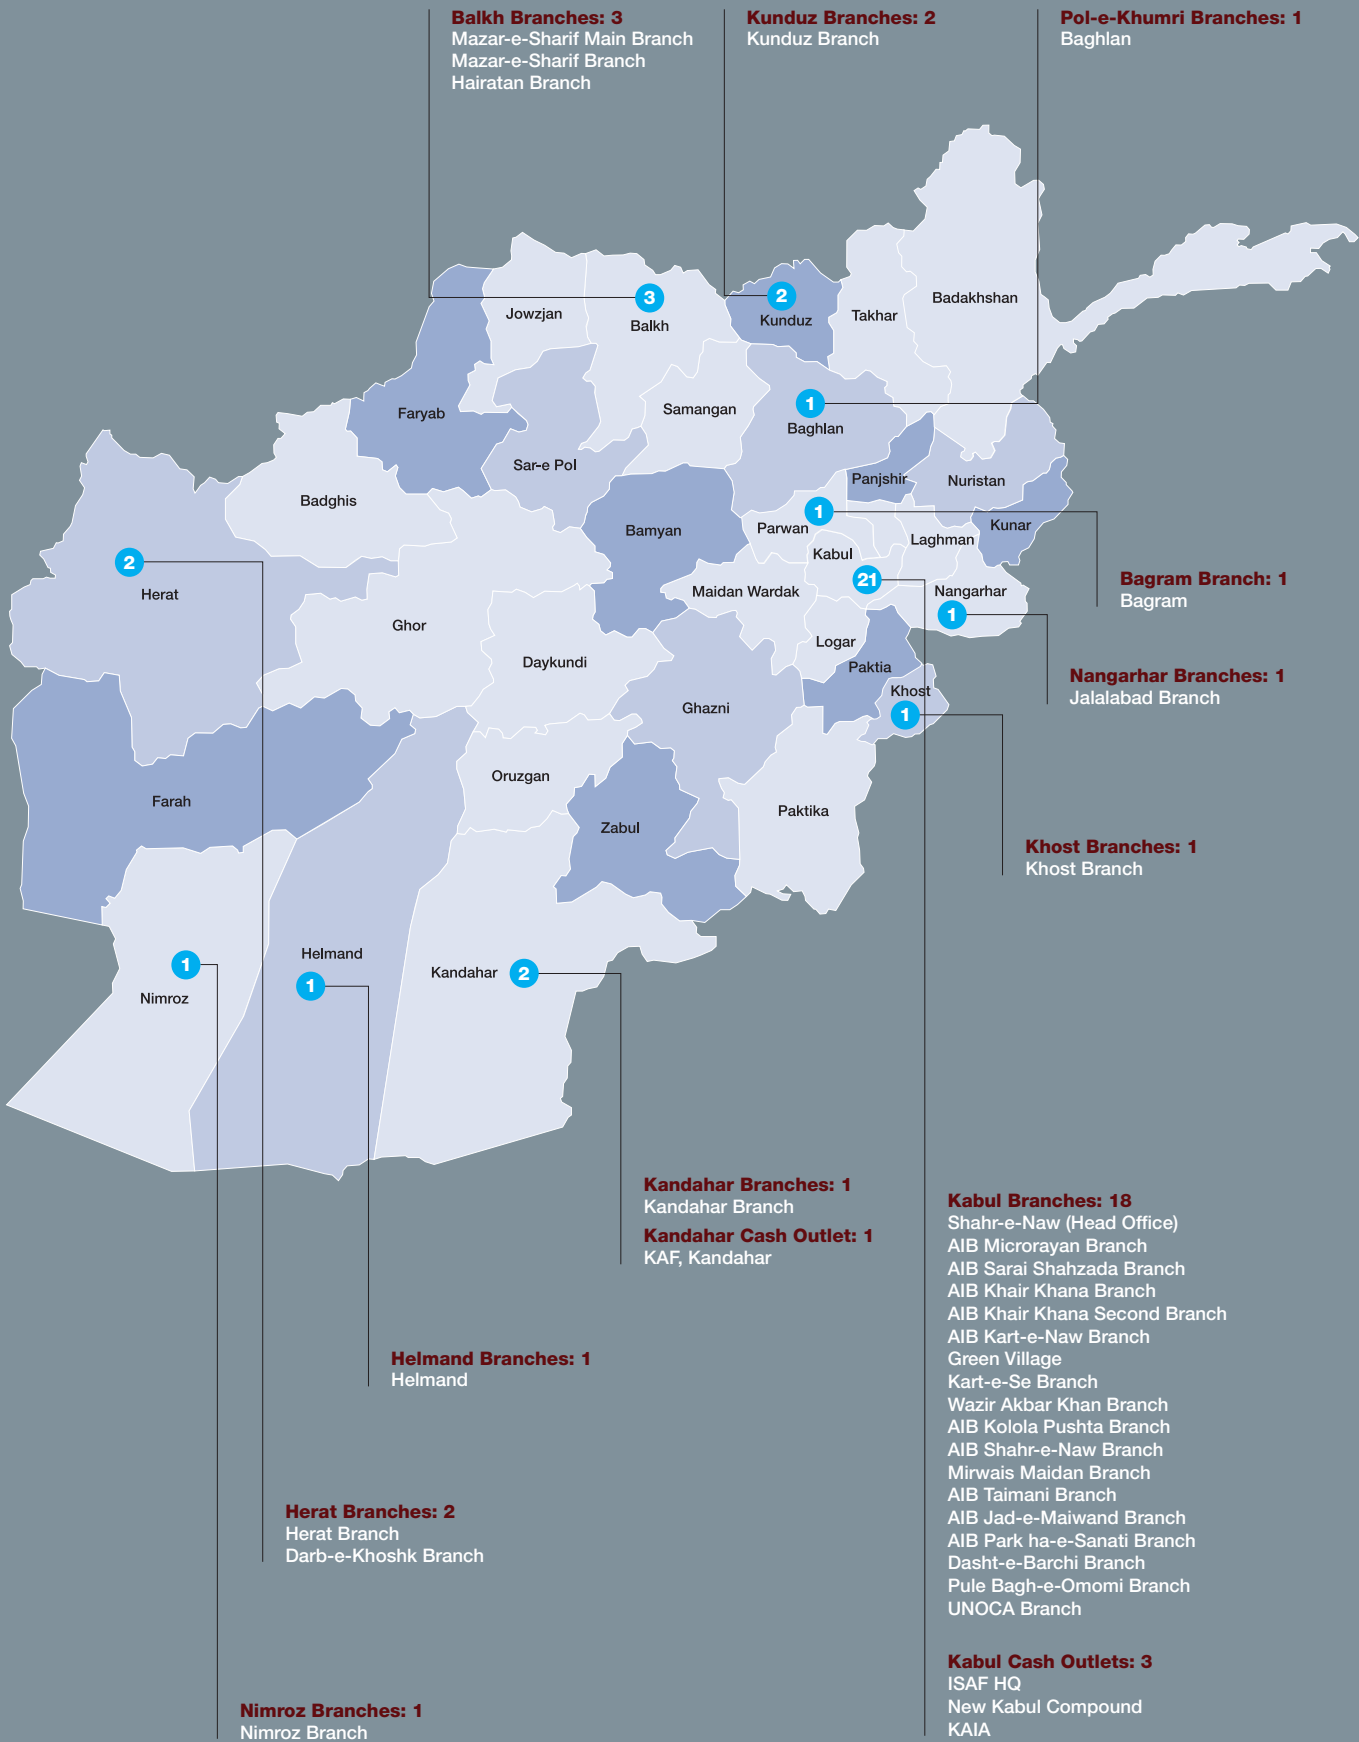 Balkh Branches: 3
Mazar-e-Sharif Main Branch
Mazar-e-Sharif Branch
Hairatan Branch
Kunduz Branches: 2
Kunduz Branch
Pol-e-Khumri Branches: 1
Baghlan
Badakhshan
Takhar
2
Kunduz
3
Balkh
Jowzjan
Faryab
Samangan
1
Baghlan
Sar-e Pol
Badghis
Panjshir
Nuristan
Kunar
Bamyan
1
Parwan
Laghman
Kabul
21
2
Herat
Maidan Wardak
Nangarhar
1
Ghor
Logar
Daykundi
Paktia
Khost
1
Ghazni
Oruzgan
Farah
Zabul
Paktika
1
Nimroz
Helmand
1
Kandahar
2
Bagram Branch: 1
Bagram
Nangarhar Branches: 1
Jalalabad Branch
Khost Branches: 1
Khost Branch
Kandahar Branches: 1
Kandahar Branch
Kandahar Cash Outlet: 1
KAF, Kandahar
Helmand Branches: 1
Helmand
Herat Branches: 2
Herat Branch
Darb-e-Khoshk Branch
Nimroz Branches: 1
Nimroz Branch
Kabul Branches: 18
Shahr-e-Naw (Head Office)
AIB Microrayan Branch
AIB Sarai Shahzada Branch
AIB Khair Khana Branch
AIB Khair Khana Second Branch
AIB Kart-e-Naw Branch
Green Village
Kart-e-Se Branch
Wazir Akbar Khan Branch
AIB Kolola Pushta Branch
AIB Shahr-e-Naw Branch
Mirwais Maidan Branch
AIB Taimani Branch
AIB Jad-e-Maiwand Branch
AIB Park ha-e-Sanati Branch
Dasht-e-Barchi Branch
Pule Bagh-e-Omomi Branch
UNOCA Branch
Kabul Cash Outlets: 3
ISAF HQ
New Kabul Compound
KAIA